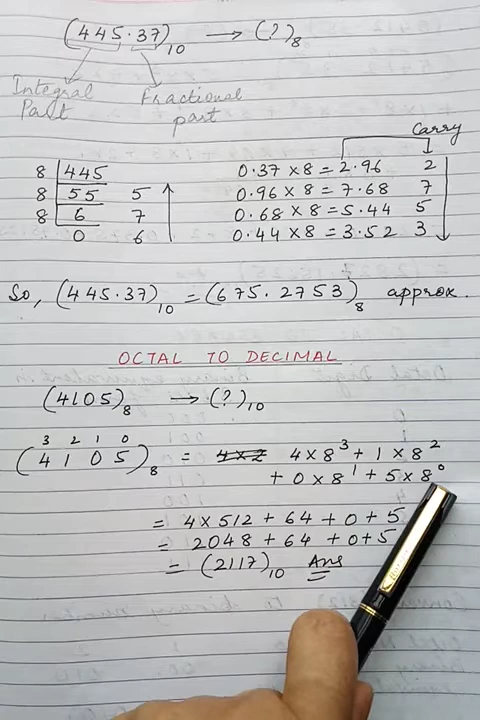 (445.37)10 → (?)8
Integral Part
Fractional part
Carry
8 445
8 55 5
8 6 7
0 6
0.37 × 8 = 2.96 2
0.96 × 8 = 7.68 7
0.68 × 8 = 5.44 5
0.44 × 8 = 3.52 3
So, (445.37)10 = (675.2753)8 approx.
OCTAL TO DECIMAL
(4105)8 → (?)10
3 2 1 0
(4105)8 = 4×8³ + 1×8²
+ 0×8¹ + 5×8⁰
= 4×512 + 64 + 0 + 5
= 2048 + 64 + 0+5
= (2117)10 Ans